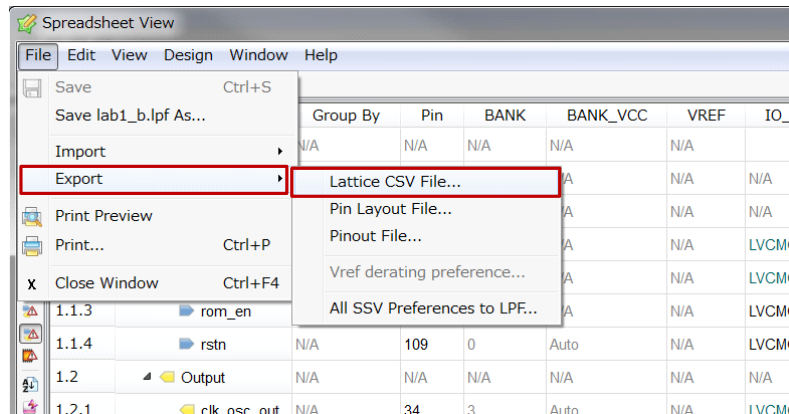 Spreadsheet View
File Edit View Design Window Help
Save Ctrl+S
Save lab1_b.lpf As...
Import
Export
Print Preview
Print... Ctrl+P
Close Window Ctrl+F4
Lattice CSV File...
Pin Layout File...
Pinout File...
Vref derating preference...
All SSV Preferences to LPF...
Group By Pin BANK BANK_VCC VREF IO_
N/A N/A N/A N/A N/A
N/A N/A
N/A N/A
N/A LVCM
N/A LVCM
1.1.3 rom_en N/A LVCM
1.1.4 rstn N/A 109 0 Auto N/A LVCM
1.2 Output N/A N/A N/A N/A N/A N/A
1.2.1 clk_osc_out N/A 34 3 Auto N/A LVCM